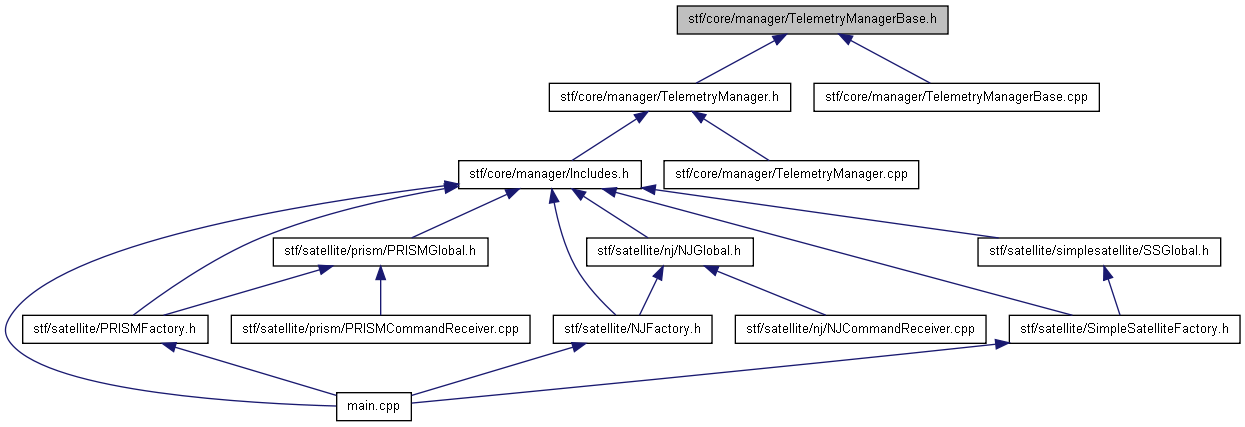 stf/core/manager/TelemetryManagerBase.h
stf/core/manager/TelemetryManager.h
stf/core/manager/TelemetryManagerBase.cpp
stf/core/manager/Includes.h
stf/core/manager/TelemetryManager.cpp
stf/satellite/prism/PRISMGlobal.h
stf/satellite/nj/NJGlobal.h
stf/satellite/simplesatellite/SSGlobal.h
stf/satellite/PRISMFactory.h
stf/satellite/prism/PRISMCommandReceiver.cpp
stf/satellite/NJFactory.h
stf/satellite/nj/NJCommandReceiver.cpp
stf/satellite/SimpleSatelliteFactory.h
main.cpp